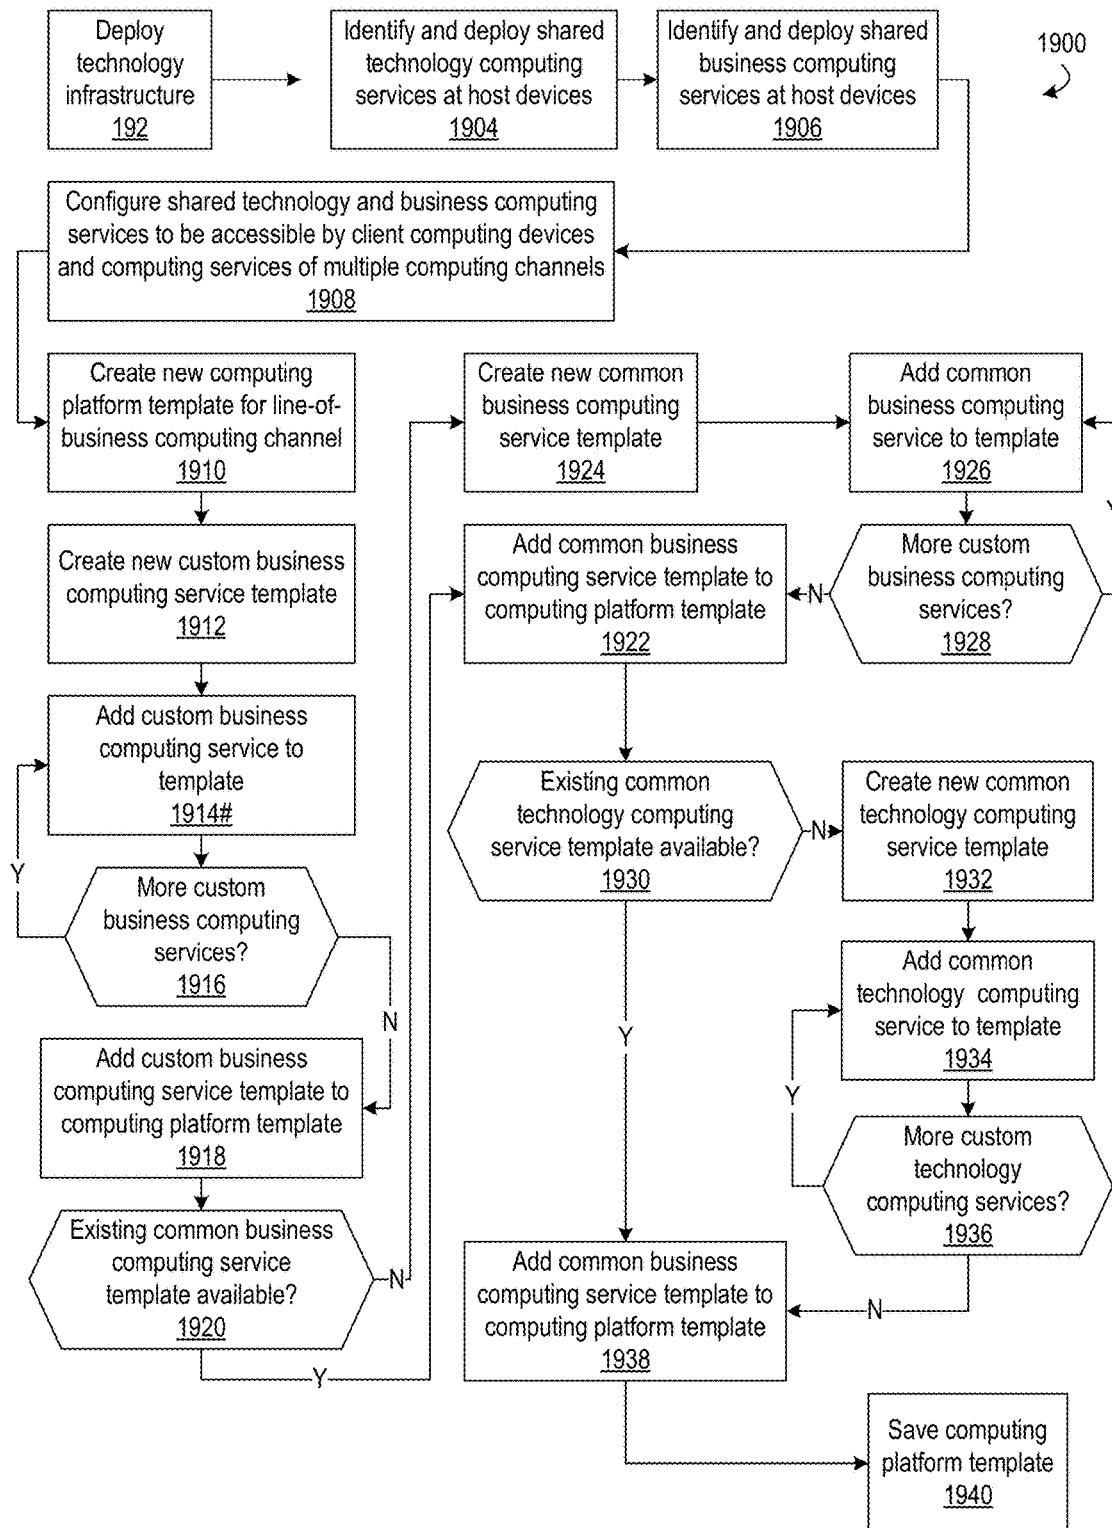 Deploy
technology
infrastructure
192
Identify and deploy shared
technology computing
services at host devices
1904
Identify and deploy shared
business computing
services at host devices
1906
1900
Configure shared technology and business computing
services to be accessible by client computing devices
and computing services of multiple computing channels
1908
Create new computing
platform template for line-of-
business computing channel
1910
Create new custom business
computing service template
1912
Add custom business
computing service to
template
1914#
Y
More custom
business computing
services?
1916
N
Add custom business
computing service template to
computing platform template
1918
Existing common business
computing service
template available?
1920
N
Y
Create new common
business computing
service template
1924
Add common
business computing
service to template
1926
Y
Add common business
computing service template to
computing platform template
1922
N
More custom
business computing
services?
1928
Existing common
technology computing
service template available?
1930
N
Y
Create new common
technology computing
service template
1932
Add common
technology computing
service to template
1934
Y
More custom
technology
computing services?
1936
N
Add common business
computing service template to
computing platform template
1938
Save computing
platform template
1940